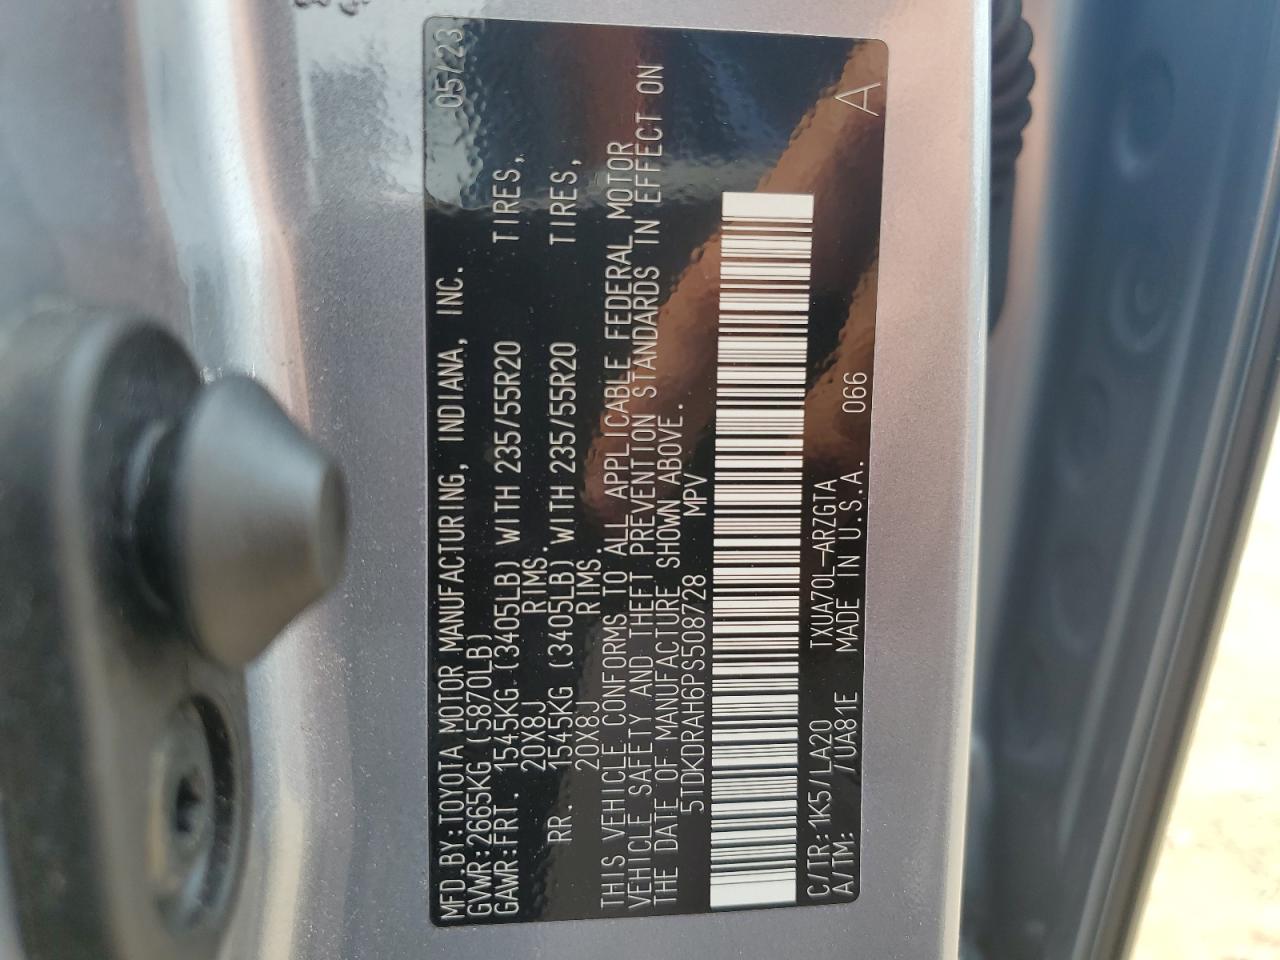 MFD.BY:TOYOTA MOTOR MANUFACTURING, INDIANA, INC. 05/23
GVWR:2665KG (5870LB)
GAWR:FRT. 1545KG (3405LB) WITH 235/55R20 TIRES,
20X8J RIMS.
RR. 1545KG (3405LB) WITH 235/55R20 TIRES,
20X8J RIMS.
THIS VEHICLE CONFORMS TO ALL APPLICABLE FEDERAL MOTOR
VEHICLE SAFETY AND THEFT PREVENTION STANDARDS IN EFFECT ON
THE DATE OF MANUFACTURE SHOWN ABOVE.
5TDKDRAH6PS508728 MPV
C/TR:1K5/LA20 TXUA70L-ARZGTA
A/TM: /UA81E MADE IN U.S.A. 066 A